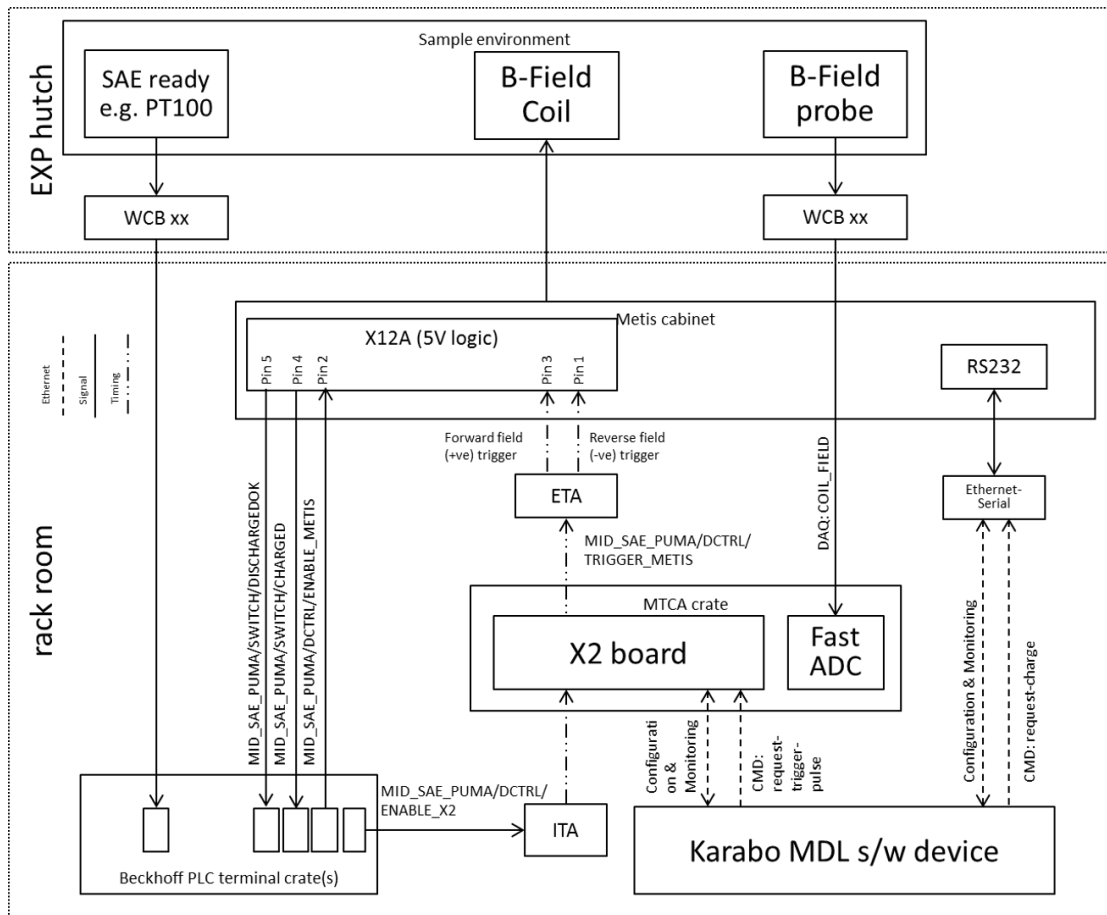 EXP hutch
Sample environment
SAE ready
e.g. PT100
B-Field
Coil
B-Field
probe
WCB xx
WCB xx
rack room
Ethernet
Signal
Timing
Metis cabinet
X12A (5V logic)
Pin 5
Pin 4
Pin 2
Pin 3
Pin 1
RS232
Forward field
(+ve) trigger
Reverse field
(-ve) trigger
ETA
Ethernet-
Serial
DAQ: COIL_FIELD
MID_SAE_PUMA/SWITCH/DISCHARGEDOK
MID_SAE_PUMA/SWITCH/CHARGED
MID_SAE_PUMA/DCTRL/ENABLE_METIS
MID_SAE_PUMA/DCTRL/
TRIGGER_METIS
MTCA crate
X2 board
Fast
ADC
Configurati
on &
Monitoring
CMD:
request-
trigger-
pulse
Configuration & Monitoring
CMD: request-charge
MID_SAE_PUMA/DCTRL/
ENABLE_X2
ITA
Karabo MDL s/w device
Beckhoff PLC terminal crate(s)